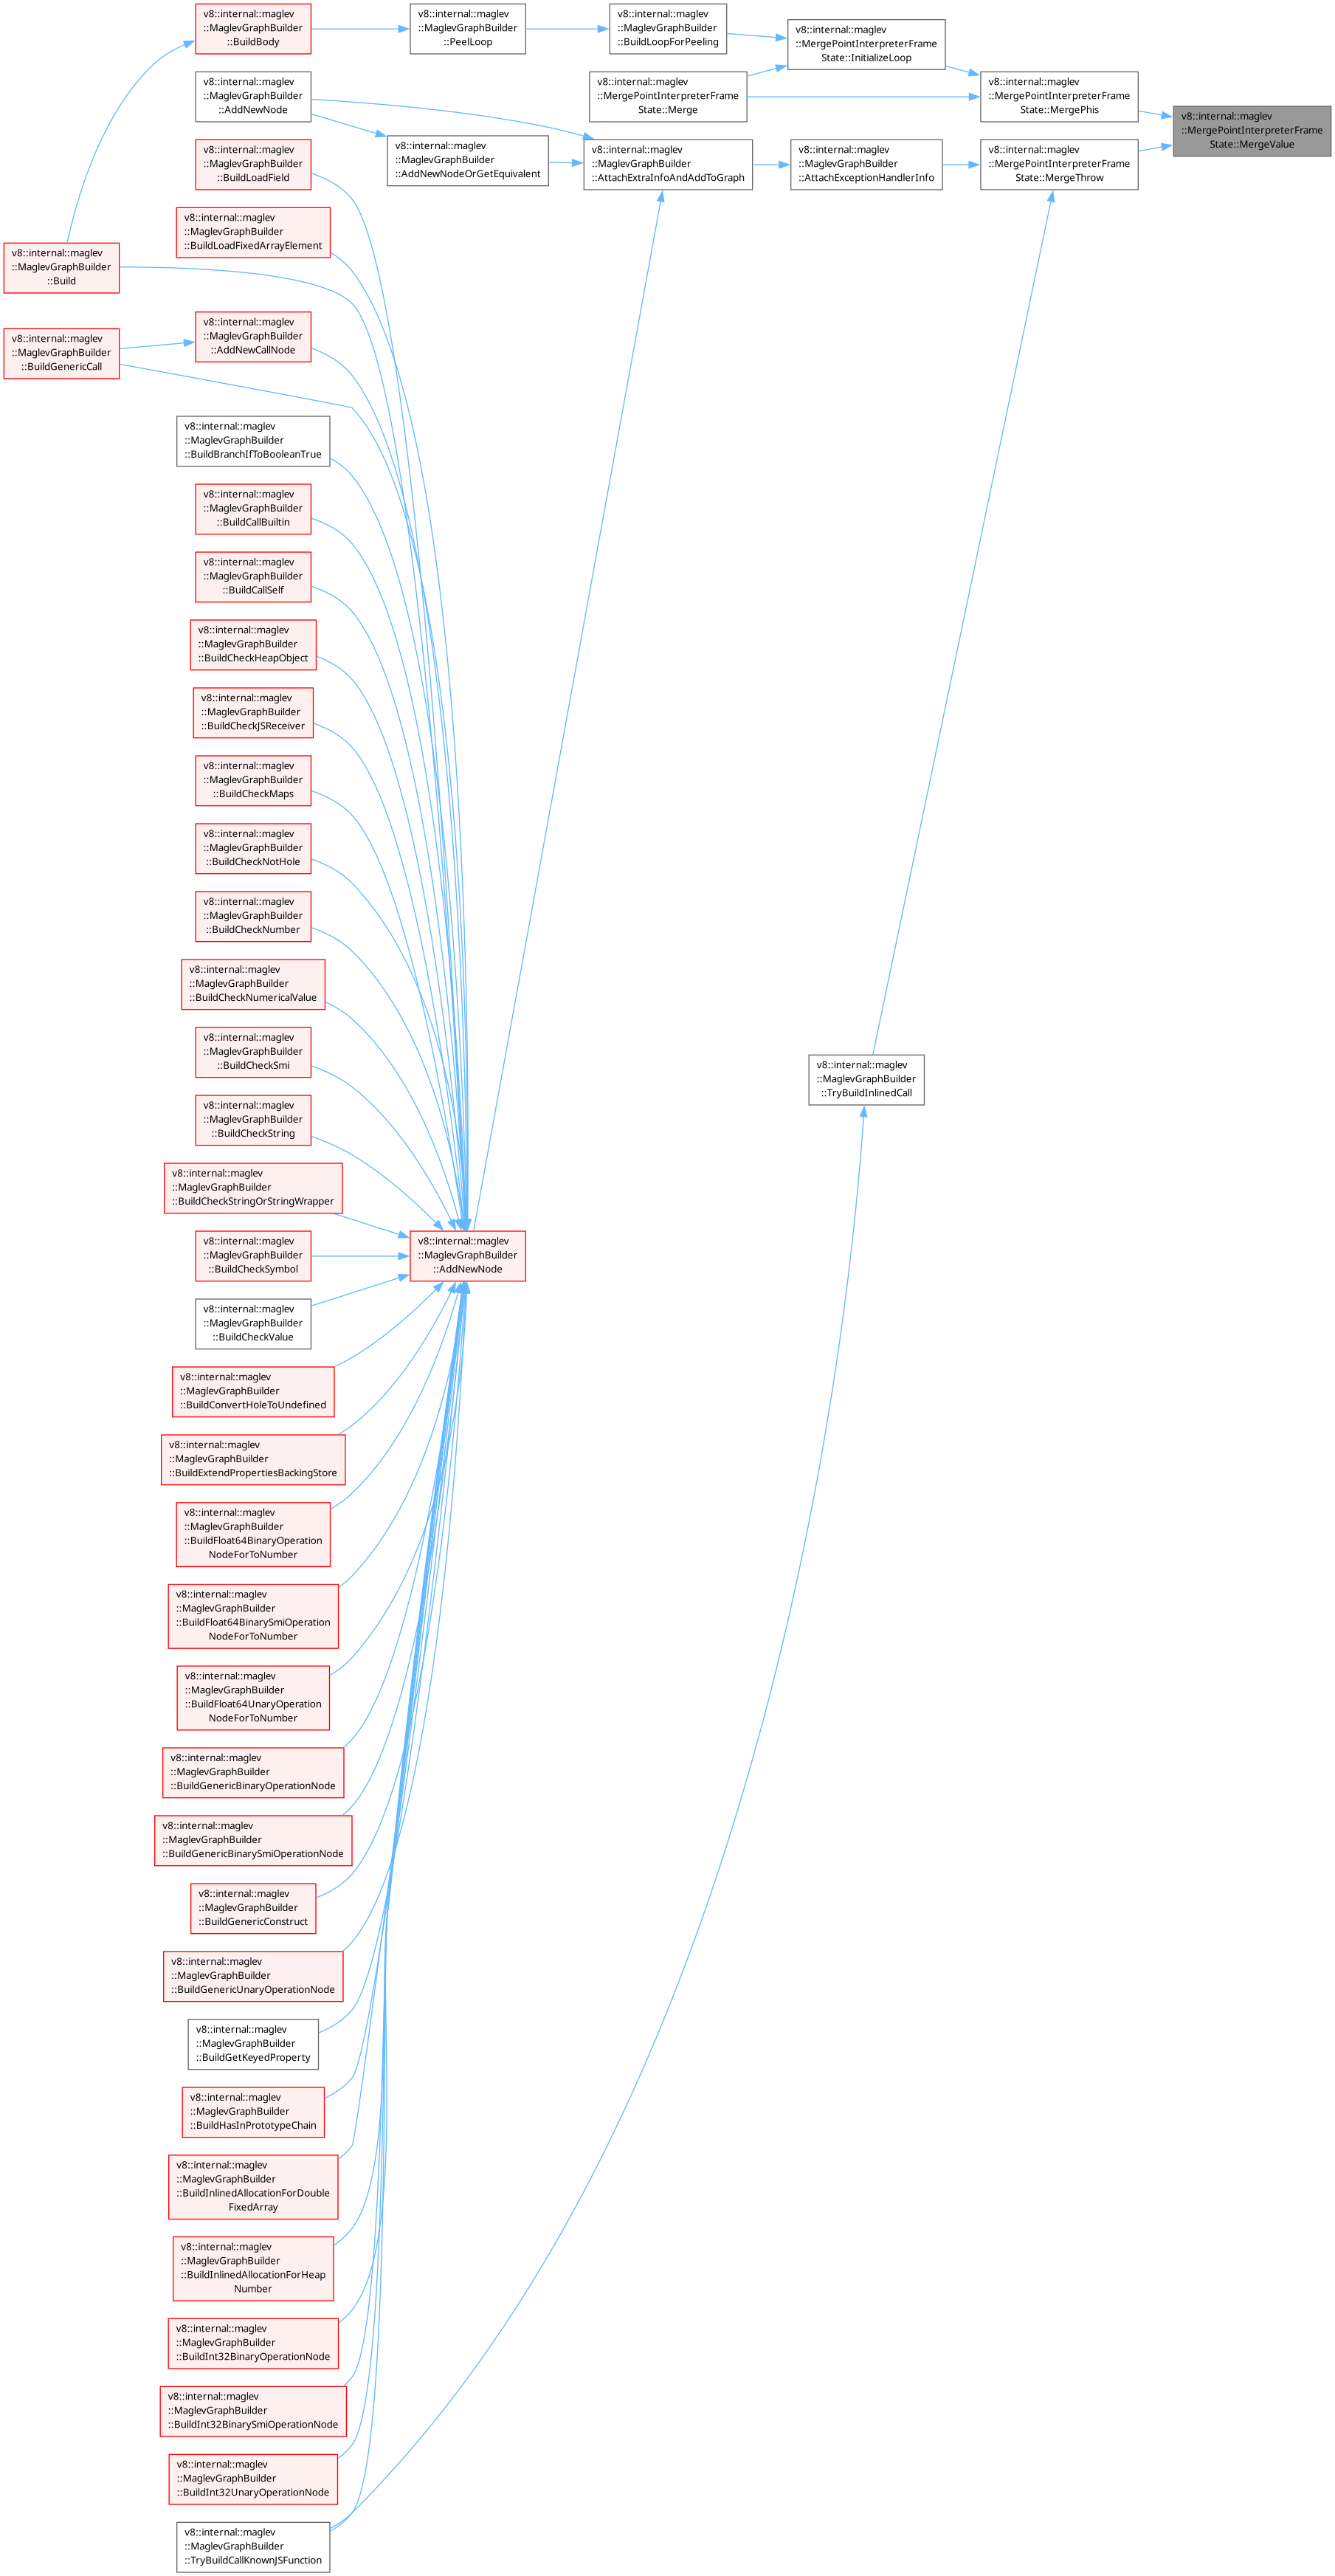 v8::internal::maglev
::MaglevGraphBuilder
::BuildBody
v8::internal::maglev
::MaglevGraphBuilder
::PeelLoop
v8::internal::maglev
::MaglevGraphBuilder
::BuildLoopForPeeling
v8::internal::maglev
::MergePointInterpreterFrame
State::InitializeLoop
v8::internal::maglev
::MaglevGraphBuilder
::AddNewNode
v8::internal::maglev
::MergePointInterpreterFrame
State::Merge
v8::internal::maglev
::MergePointInterpreterFrame
State::MergePhis
v8::internal::maglev
::MergePointInterpreterFrame
State::MergeValue
v8::internal::maglev
::MaglevGraphBuilder
::BuildLoadField
v8::internal::maglev
::MaglevGraphBuilder
::AddNewNodeOrGetEquivalent
v8::internal::maglev
::MaglevGraphBuilder
::AttachExtraInfoAndAddToGraph
v8::internal::maglev
::MaglevGraphBuilder
::AttachExceptionHandlerInfo
v8::internal::maglev
::MergePointInterpreterFrame
State::MergeThrow
v8::internal::maglev
::MaglevGraphBuilder
::BuildLoadFixedArrayElement
v8::internal::maglev
::MaglevGraphBuilder
::Build
v8::internal::maglev
::MaglevGraphBuilder
::AddNewCallNode
v8::internal::maglev
::MaglevGraphBuilder
::BuildGenericCall
v8::internal::maglev
::MaglevGraphBuilder
::BuildBranchIfToBooleanTrue
v8::internal::maglev
::MaglevGraphBuilder
::BuildCallBuiltin
v8::internal::maglev
::MaglevGraphBuilder
::BuildCallSelf
v8::internal::maglev
::MaglevGraphBuilder
::BuildCheckHeapObject
v8::internal::maglev
::MaglevGraphBuilder
::BuildCheckJSReceiver
v8::internal::maglev
::MaglevGraphBuilder
::BuildCheckMaps
v8::internal::maglev
::MaglevGraphBuilder
::BuildCheckNotHole
v8::internal::maglev
::MaglevGraphBuilder
::BuildCheckNumber
v8::internal::maglev
::MaglevGraphBuilder
::BuildCheckNumericalValue
v8::internal::maglev
::MaglevGraphBuilder
::BuildCheckSmi
v8::internal::maglev
::MaglevGraphBuilder
::TryBuildInlinedCall
v8::internal::maglev
::MaglevGraphBuilder
::BuildCheckString
v8::internal::maglev
::MaglevGraphBuilder
::BuildCheckStringOrStringWrapper
v8::internal::maglev
::MaglevGraphBuilder
::BuildCheckSymbol
v8::internal::maglev
::MaglevGraphBuilder
::AddNewNode
v8::internal::maglev
::MaglevGraphBuilder
::BuildCheckValue
v8::internal::maglev
::MaglevGraphBuilder
::BuildConvertHoleToUndefined
v8::internal::maglev
::MaglevGraphBuilder
::BuildExtendPropertiesBackingStore
v8::internal::maglev
::MaglevGraphBuilder
::BuildFloat64BinaryOperation
NodeForToNumber
v8::internal::maglev
::MaglevGraphBuilder
::BuildFloat64BinarySmiOperation
NodeForToNumber
v8::internal::maglev
::MaglevGraphBuilder
::BuildFloat64UnaryOperation
NodeForToNumber
v8::internal::maglev
::MaglevGraphBuilder
::BuildGenericBinaryOperationNode
v8::internal::maglev
::MaglevGraphBuilder
::BuildGenericBinarySmiOperationNode
v8::internal::maglev
::MaglevGraphBuilder
::BuildGenericConstruct
v8::internal::maglev
::MaglevGraphBuilder
::BuildGenericUnaryOperationNode
v8::internal::maglev
::MaglevGraphBuilder
::BuildGetKeyedProperty
v8::internal::maglev
::MaglevGraphBuilder
::BuildHasInPrototypeChain
v8::internal::maglev
::MaglevGraphBuilder
::BuildInlinedAllocationForDouble
FixedArray
v8::internal::maglev
::MaglevGraphBuilder
::BuildInlinedAllocationForHeap
Number
v8::internal::maglev
::MaglevGraphBuilder
::BuildInt32BinaryOperationNode
v8::internal::maglev
::MaglevGraphBuilder
::BuildInt32BinarySmiOperationNode
v8::internal::maglev
::MaglevGraphBuilder
::BuildInt32UnaryOperationNode
v8::internal::maglev
::MaglevGraphBuilder
::TryBuildCallKnownJSFunction